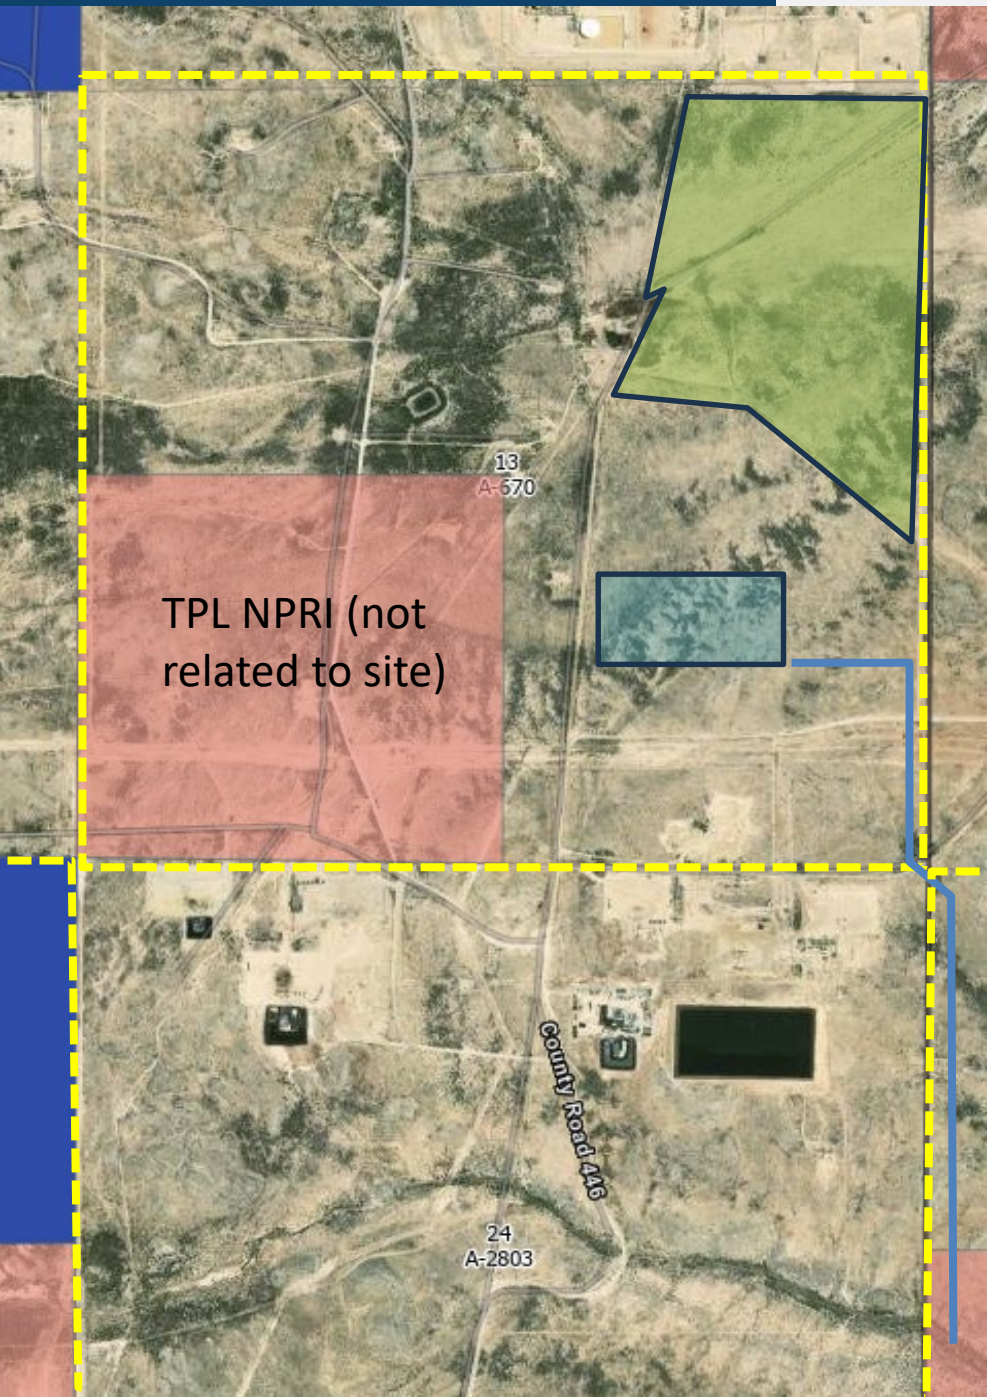 13
A-670
TPL NPRI (not
related to site)
County Road 446
24
A-2803